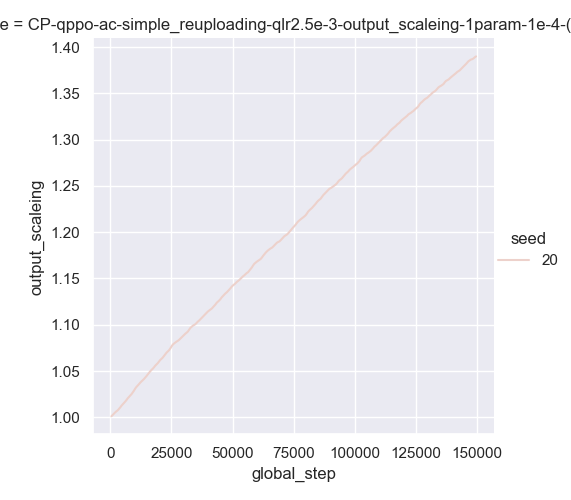 e = CP-qppo-ac-simple_reuploading-qlr2.5e-3-output_scaleing-1param-1e-4-(
1.40
1.35
1.30
1.25
1.20
1.15
1.10
1.05
1.00
output_scaleing
seed
20
0 25000 50000 75000 100000 125000 150000
global_step